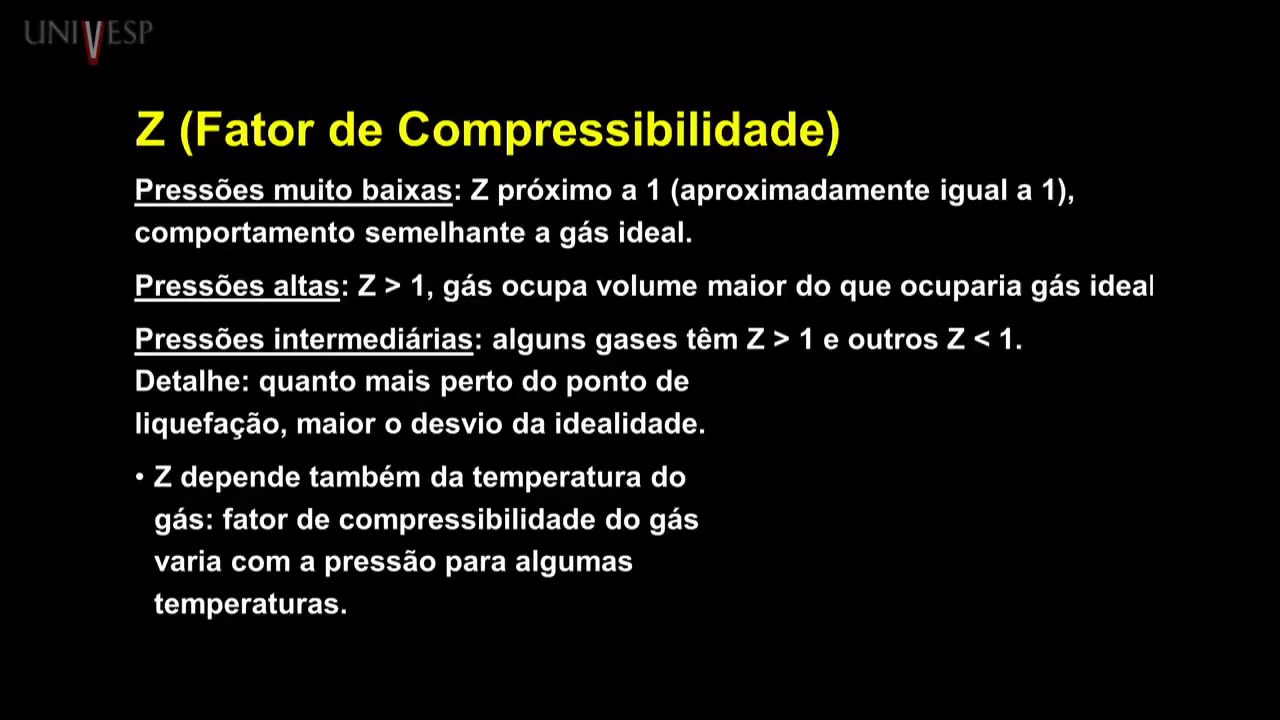 UNIVESP
Z (Fator de Compressibilidade)
Pressões muito baixas: Z próximo a 1 (aproximadamente igual a 1),
comportamento semelhante a gás ideal.
Pressões altas: Z > 1, gás ocupa volume maior do que ocuparia gás ideal
Pressões intermediárias: alguns gases têm Z > 1 e outros Z < 1.
Detalhe: quanto mais perto do ponto de
liquefação, maior o desvio da idealidade.
• Z depende também da temperatura do
gás: fator de compressibilidade do gás
varia com a pressão para algumas
temperaturas.